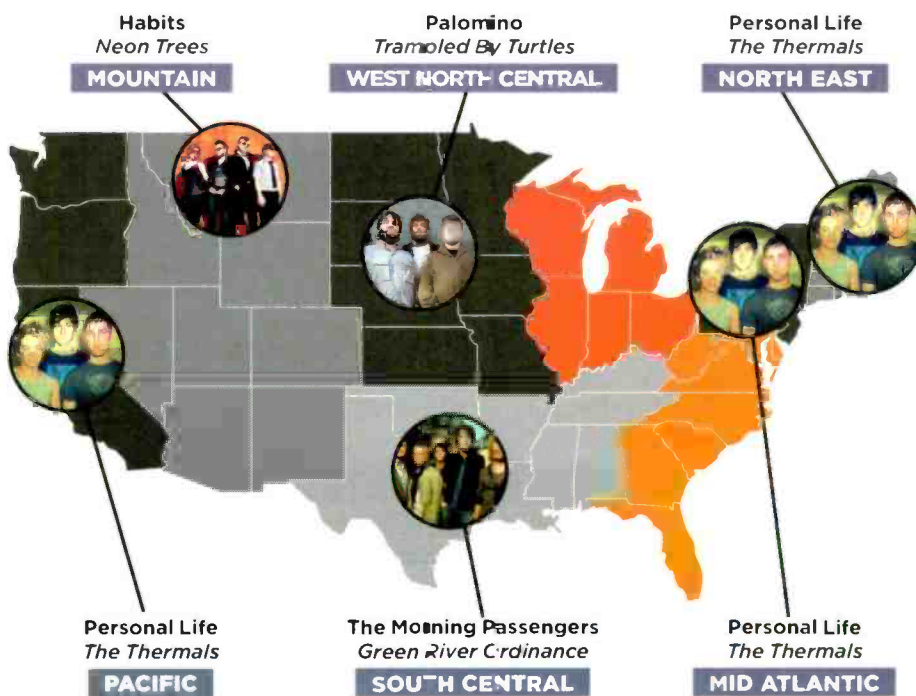 Habits
Neon Trees
MOUNTAIN
Palomino
Trampled By Turtles
WEST NORTH CENTRAL
Personal Life
The Thermals
NORTH EAST
Personal Life
The Thermals
PACIFIC
The Morning Passengers
Green River Ordinance
SOUTH CENTRAL
Personal Life
The Thermals
MID ATLANTIC